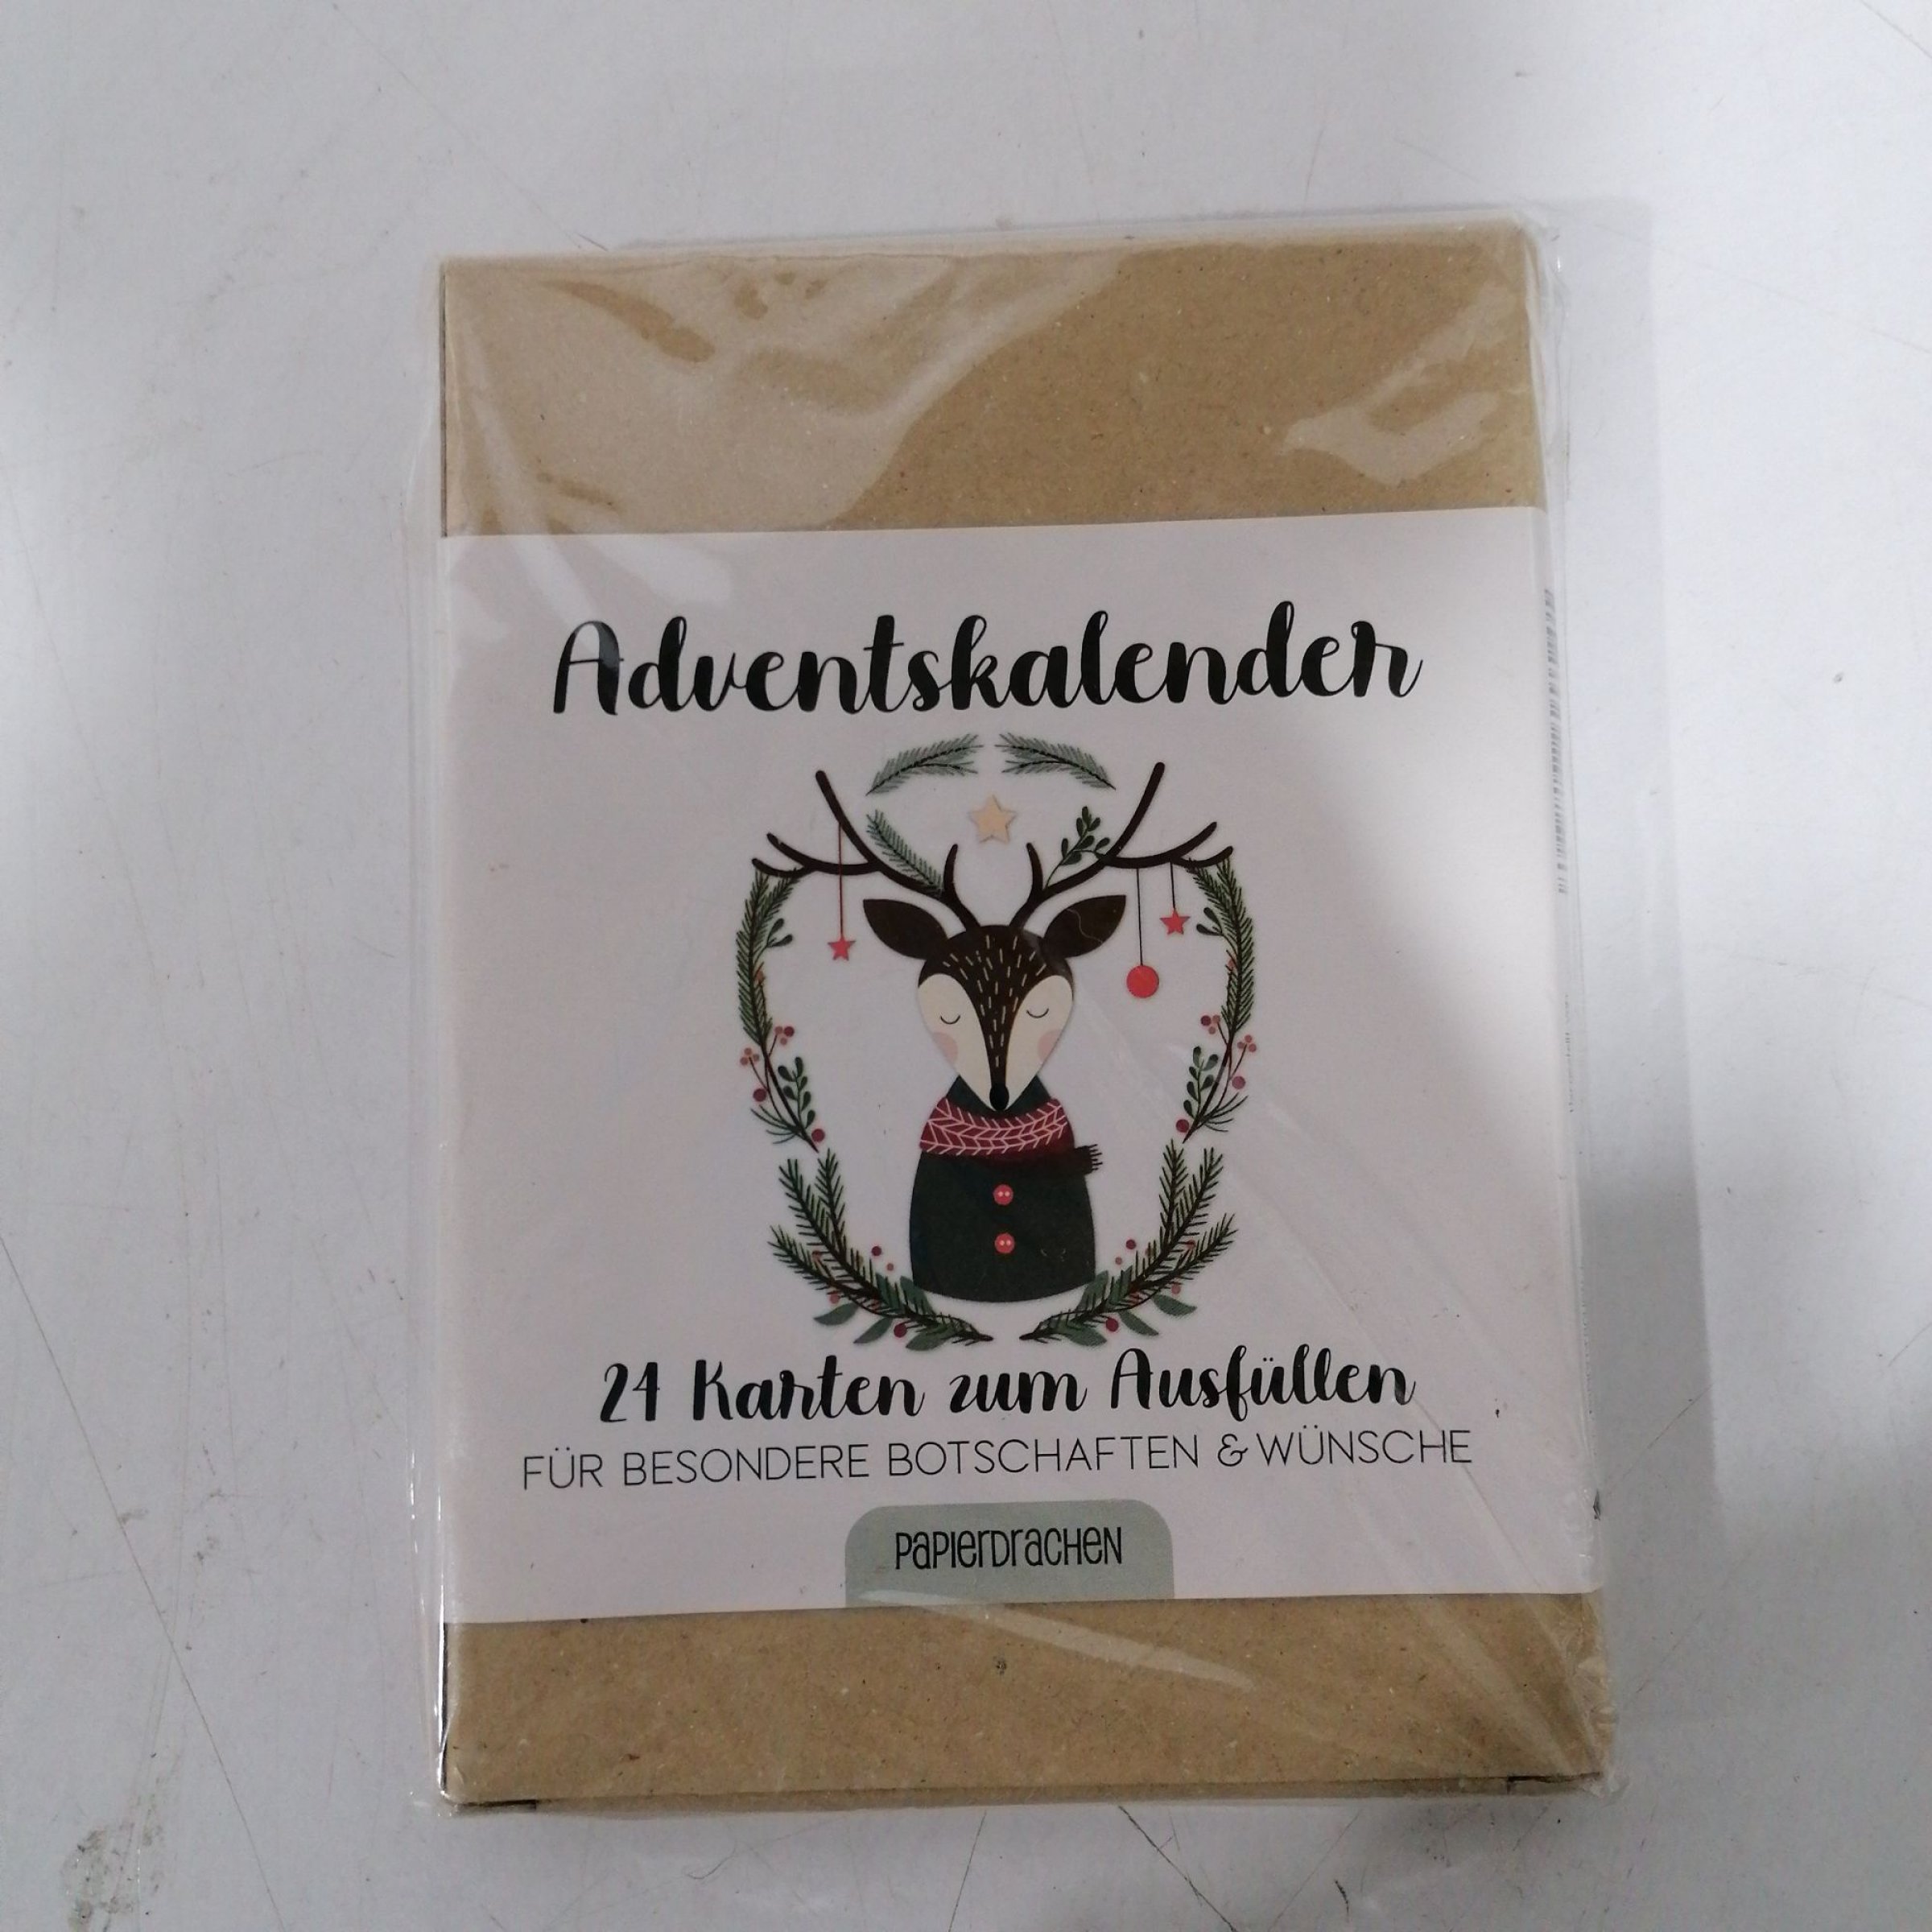 Adventskalender
24 Karten zum Ausfüllen
FÜR BESONDERE BOTSCHAFTEN & WÜNSCHE
PAPIERDRACHEN